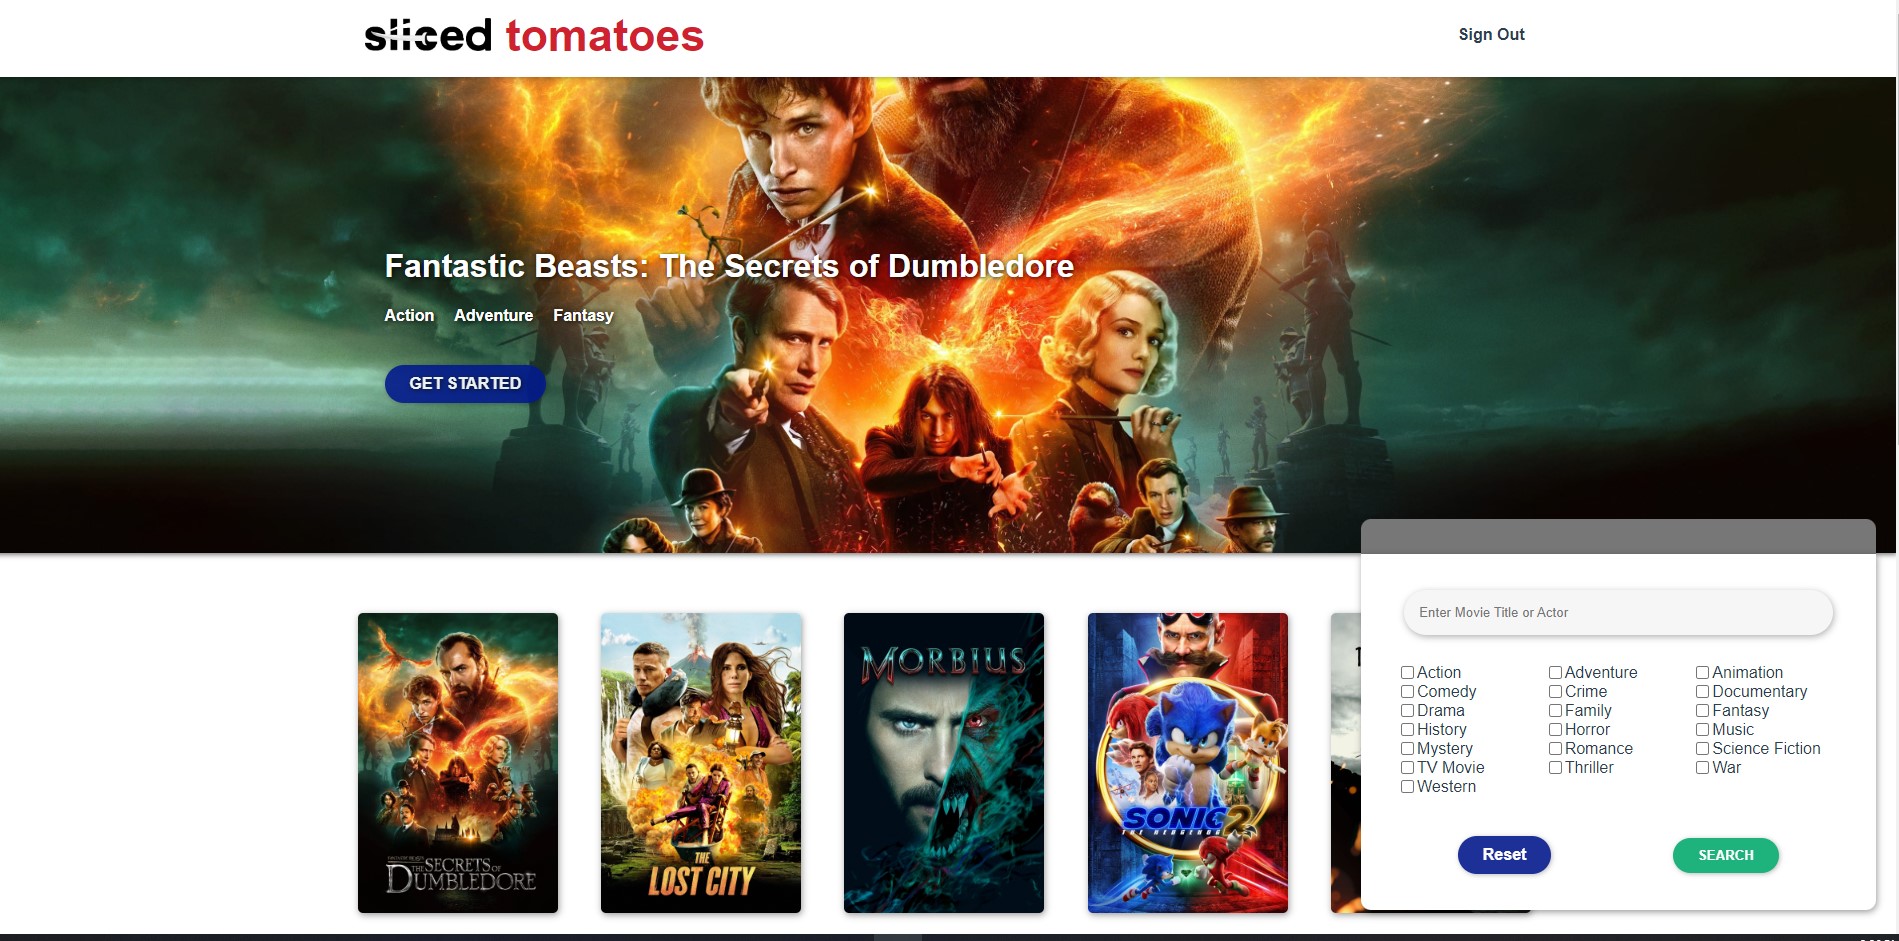 sliced tomatoes
Sign Out
Fantastic Beasts: The Secrets of Dumbledore
Action Adventure Fantasy
GET STARTED
Enter Movie Title or Actor
Action Adventure Animation
Comedy Crime Documentary
Drama Family Fantasy
History Horror Music
Mystery Romance Science Fiction
TV Movie Thriller War
Western
Reset SEARCH
FANTASTIC BEASTS
THE SECRETS OF
DUMBLEDORE
THE
LOST CITY
MORBIUS
SONIC 2
THE HEDGEHOG